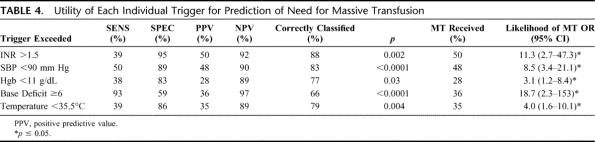 TABLE 4. Utility of Each Individual Trigger for Prediction of Need for Massive Transfusion
Trigger Exceeded SENS (%) SPEC (%) PPV (%) NPV (%) Correctly Classified (%) p MT Received (%) Likelihood of MT OR (95% CI)
INR >1.5 39 95 50 92 88 0.002 50 11.3 (2.7–47.3)*
SBP <90 mm Hg 50 89 48 90 83 <0.0001 48 8.5 (3.4–21.1)*
Hgb <11 g/dL 38 83 28 89 77 0.03 28 3.1 (1.2–8.4)*
Base Deficit ≥6 93 59 36 97 66 <0.0001 36 18.7 (2.3–153)*
Temperature <35.5°C 39 86 35 89 79 0.004 35 4.0 (1.6–10.1)*
PPV, positive predictive value.
*p ≤ 0.05.